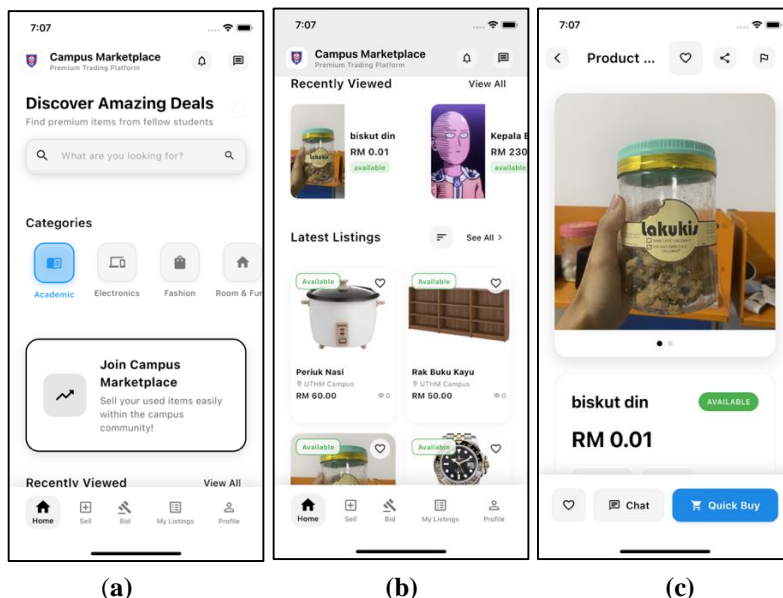 7:07
Campus Marketplace
Premium Trading Platform
Discover Amazing Deals
Find premium items from fellow students
What are you looking for?
Categories
Academic
Electronics
Fashion
Room & Fur
Join Campus
Marketplace
Sell your used items easily
within the campus
community!
Recently Viewed
View All
Home
Sell
Bid
My Listings
Profile
(a)
7:07
Campus Marketplace
Premium Trading Platform
Recently Viewed
View All
biskut din
RM 0.01
available
Kepala B
RM 230
available
Latest Listings
See All >
Available
Available
Periuk Nasi
UTHM Campus
RM 60.00
0
Rak Buku Kayu
UTHM Campus
RM 50.00
0
Available
Available
Home
Sell
Bid
My Listings
Profile
(b)
7:07
Product ...
lakukis
biskut din
AVAILABLE
RM 0.01
Chat
Quick Buy
(c)